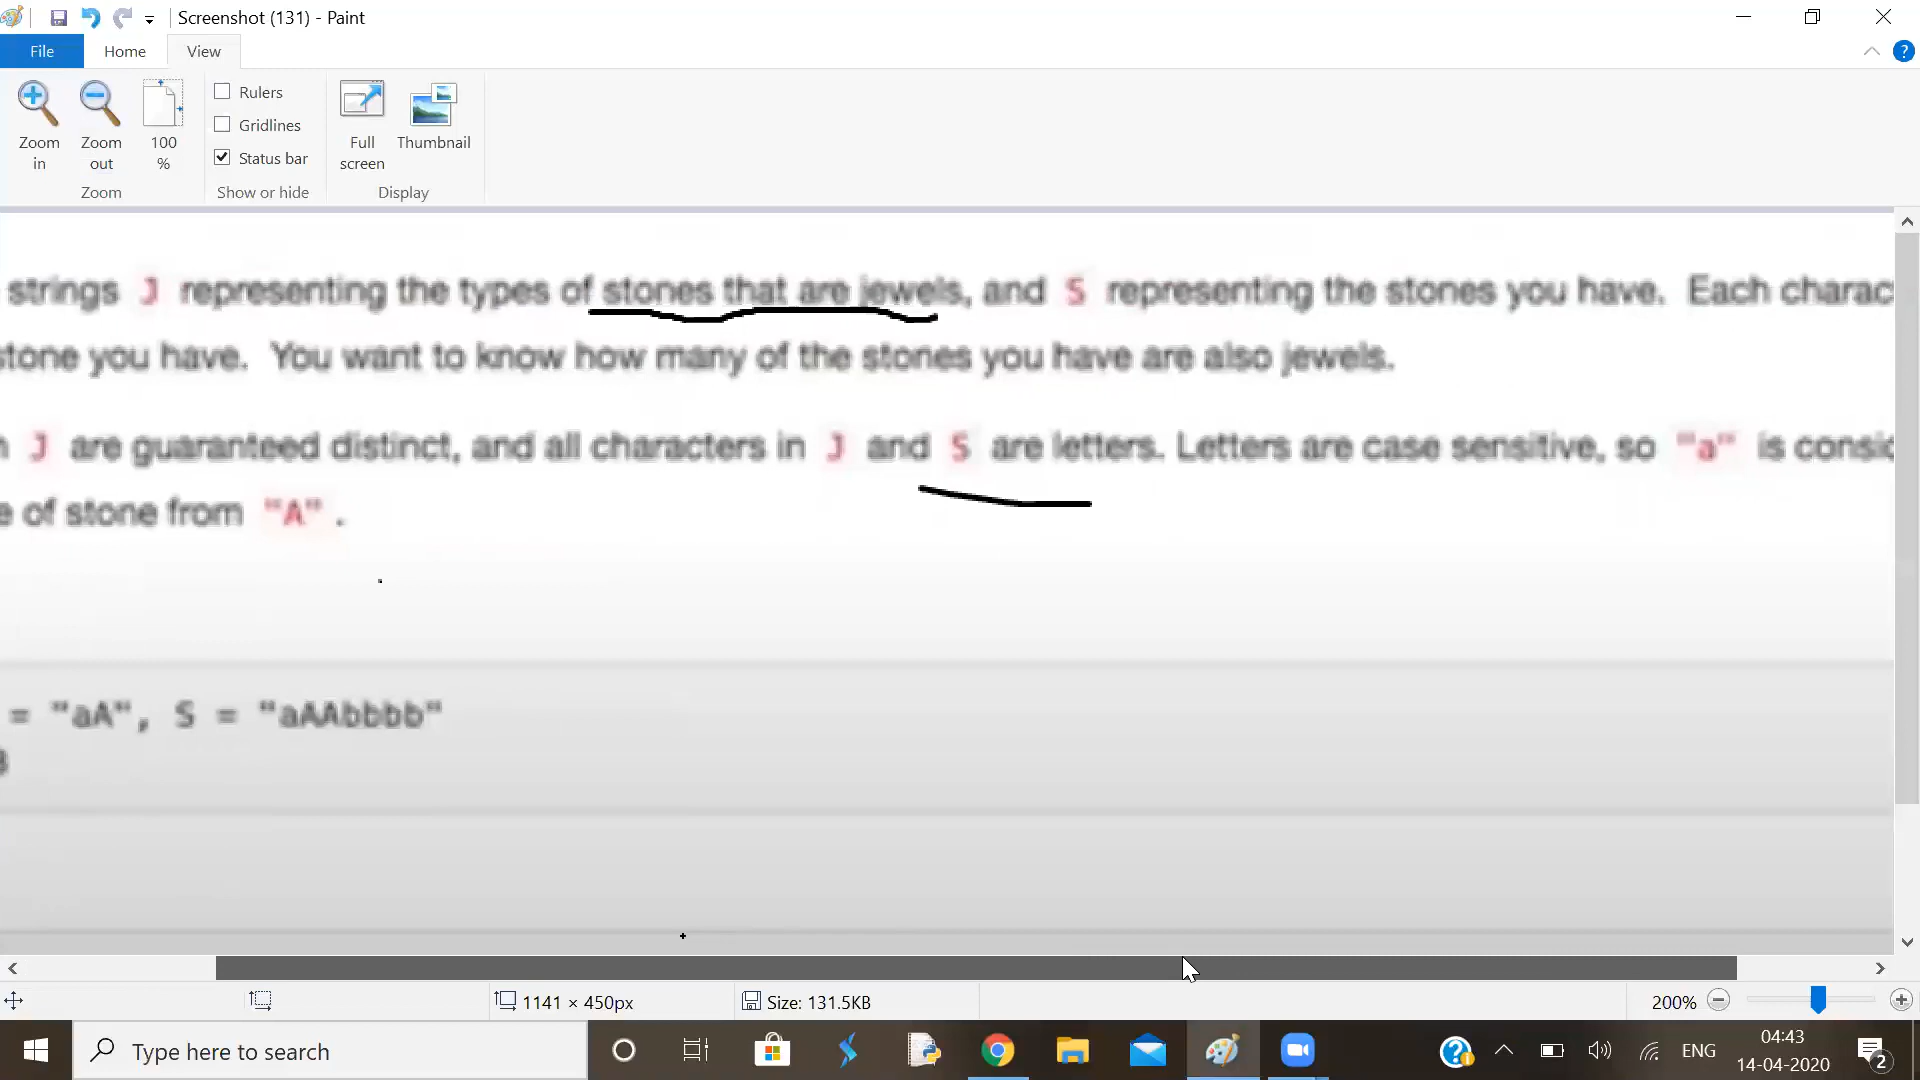 Screenshot (131) - Paint
File Home View
Zoom in
Zoom out
100 %
Rulers
Gridlines
Status bar
Full screen
Thumbnail
Zoom Show or hide Display
strings J representing the types of stones that are jewels, and S representing the stones you have. Each charac
stone you have. You want to know how many of the stones you have are also jewels.
J are guaranteed distinct, and all characters in J and S are letters. Letters are case sensitive, so "a" is consi
e of stone from "A".
= "aA", S = "aAAbbbb"
1141 × 450px Size: 131.5KB 200%
Type here to search
ENG
04:43
14-04-2020
2